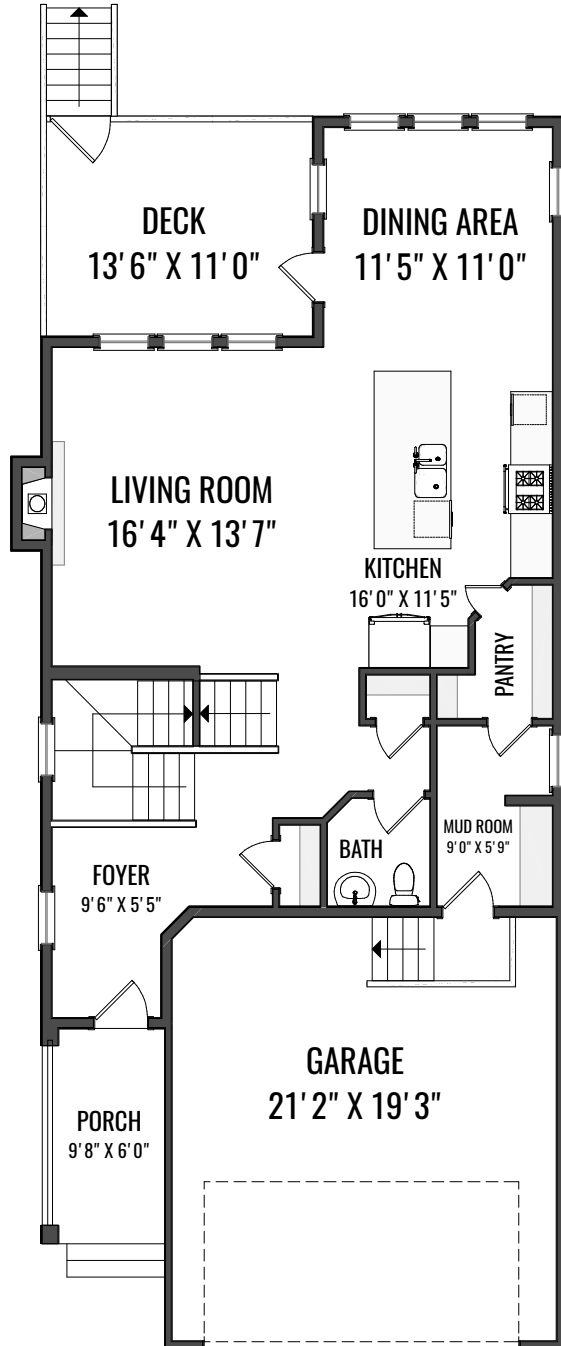 DECK
13'6" X 11'0"
DINING AREA
11'5" X 11'0"
LIVING ROOM
16'4" X 13'7"
KITCHEN
16'0" X 11'5"
PANTRY
MUD ROOM
9'0" X 5'9"
BATH
FOYER
9'6" X 5'5"
GARAGE
21'2" X 19'3"
PORCH
9'8" X 6'0"